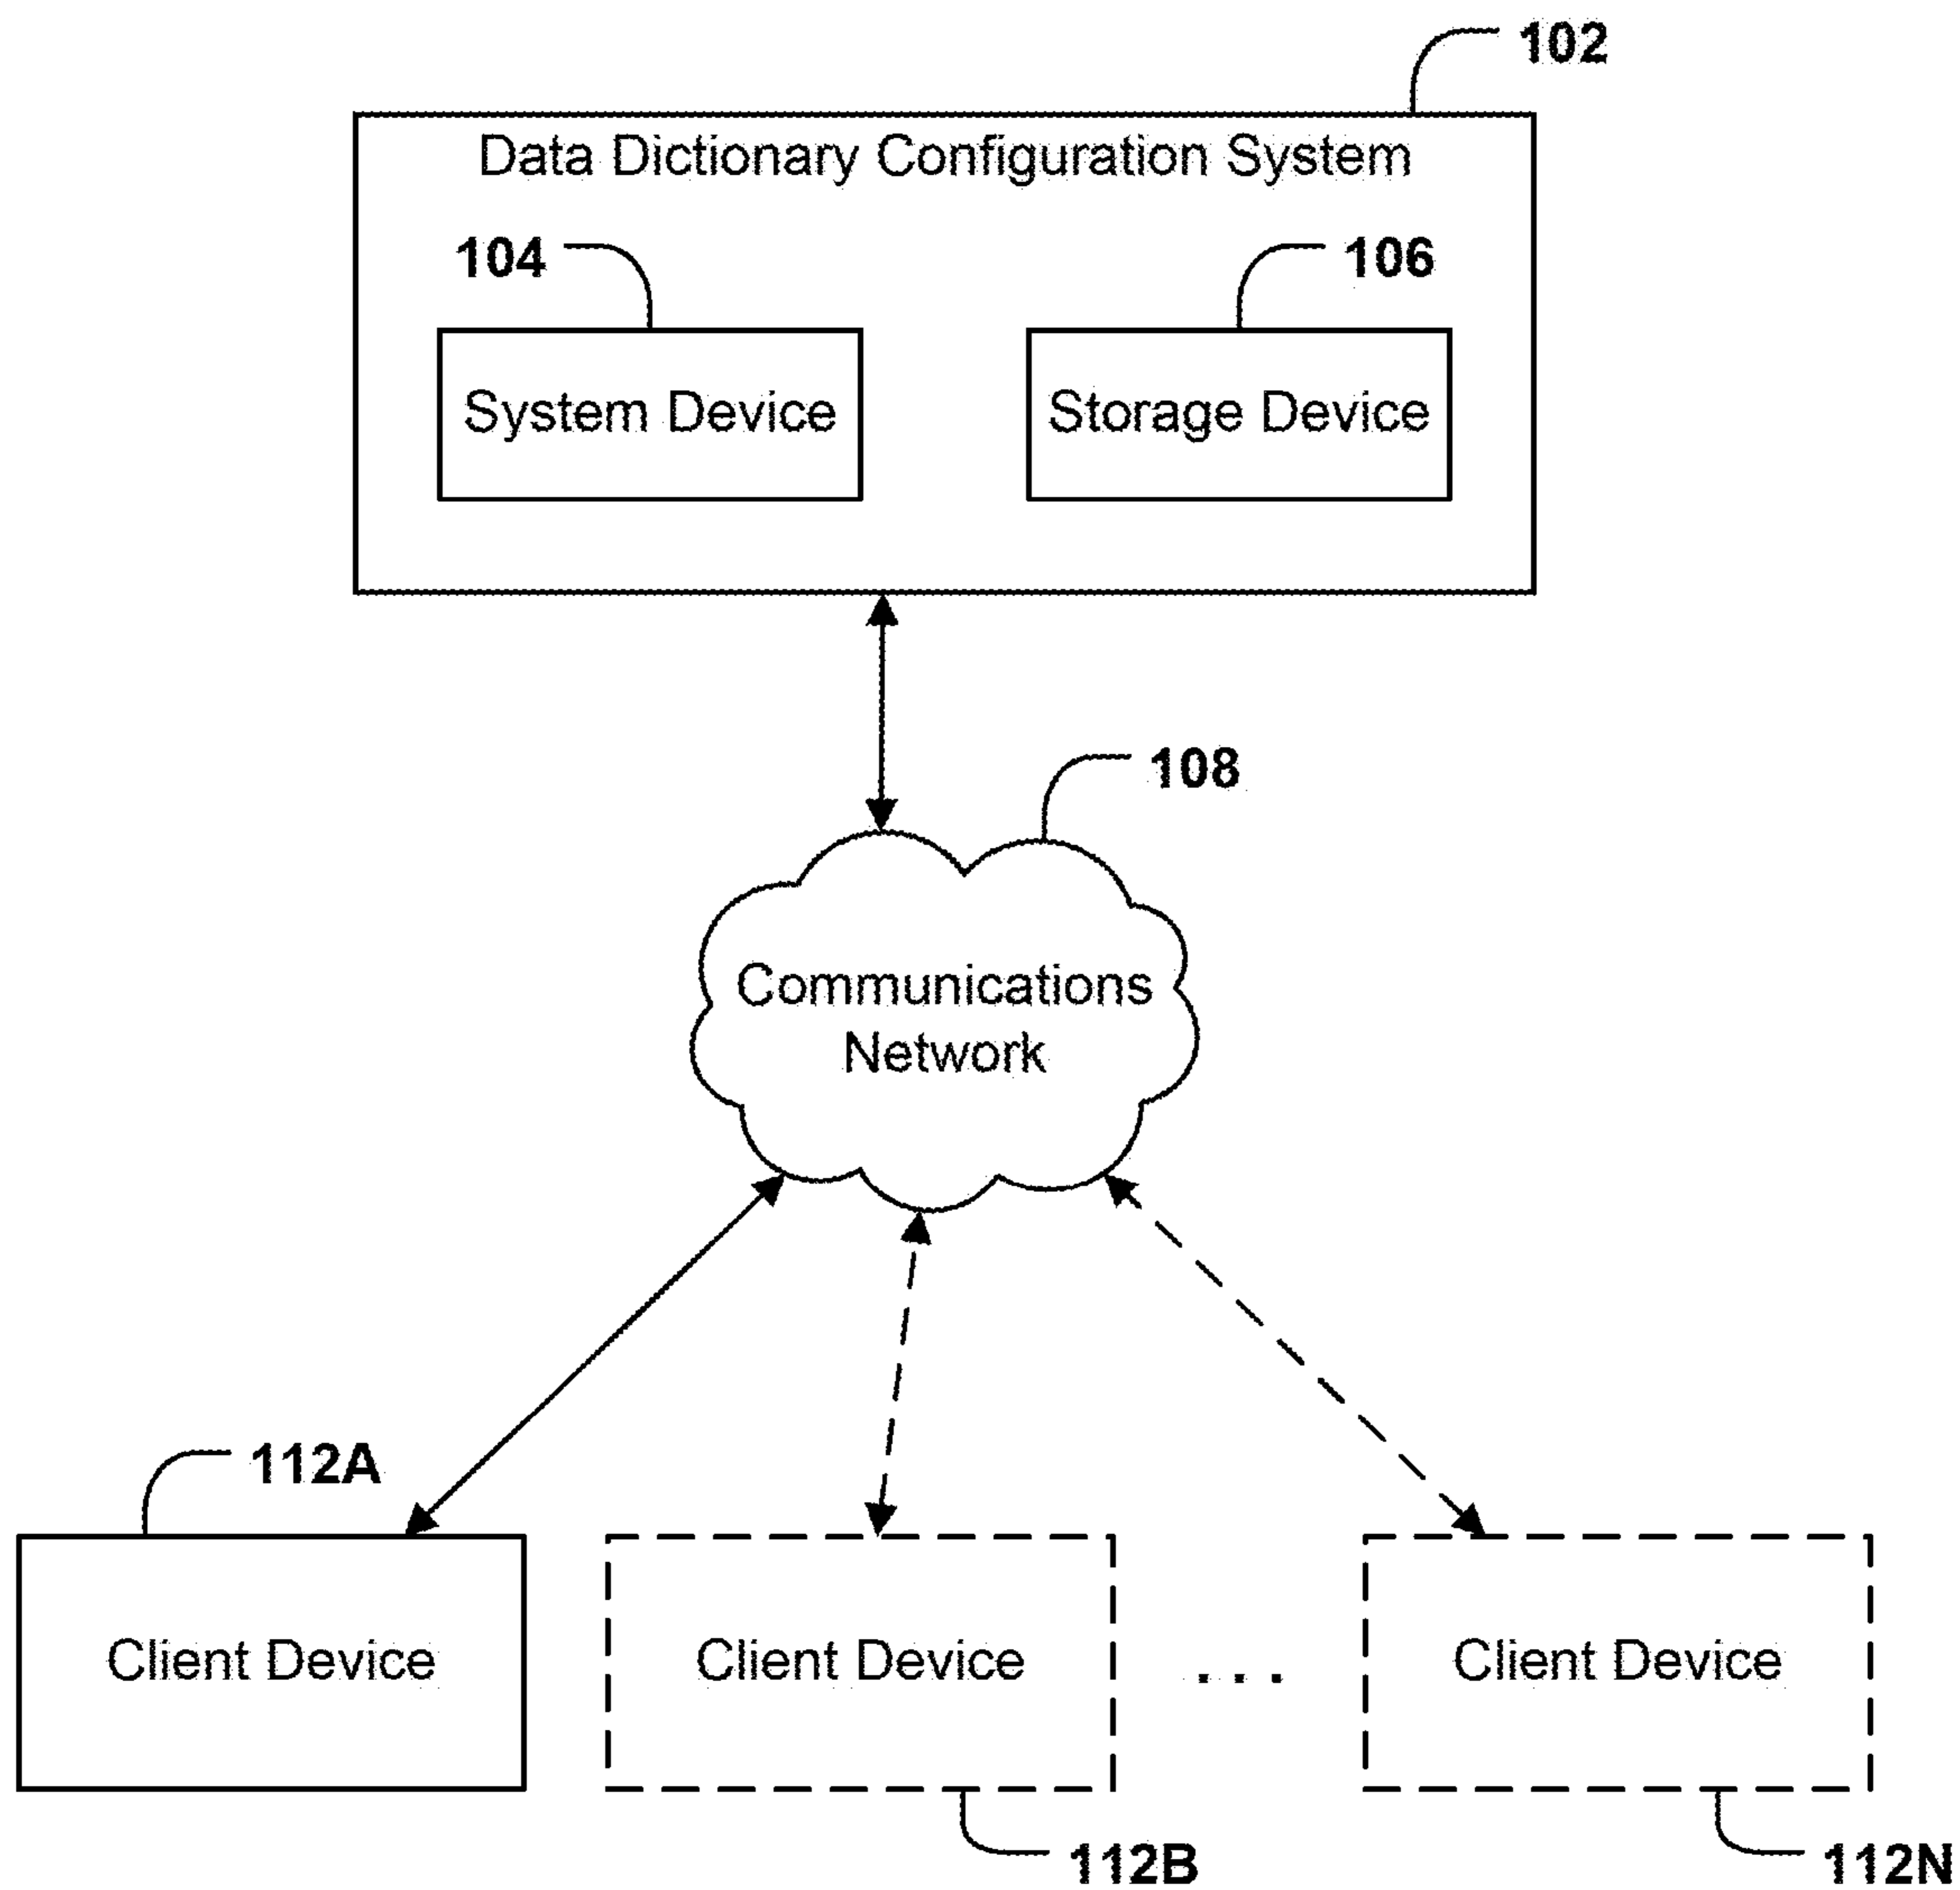 102
Data Dictionary Configuration System
104
106
System Device
Storage Device
108
Communications
Network
112A
Client Device
Client Device
. . .
Client Device
112B
112N